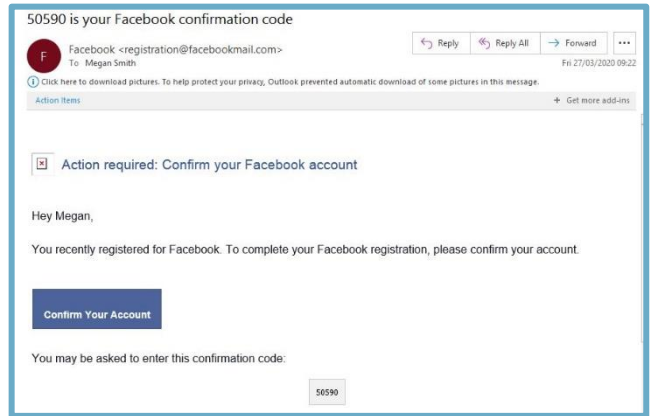 50590 is your Facebook confirmation code
Reply Reply All Forward ...
F
Facebook <registration@facebookmail.com>
To Megan Smith
Fri 27/03/2020 09:22
Click here to download pictures. To help protect your privacy, Outlook prevented automatic download of some pictures in this message.
Action Items + Get more add-ins
Action required: Confirm your Facebook account
Hey Megan,
You recently registered for Facebook. To complete your Facebook registration, please confirm your account.
Confirm Your Account
You may be asked to enter this confirmation code:
50590